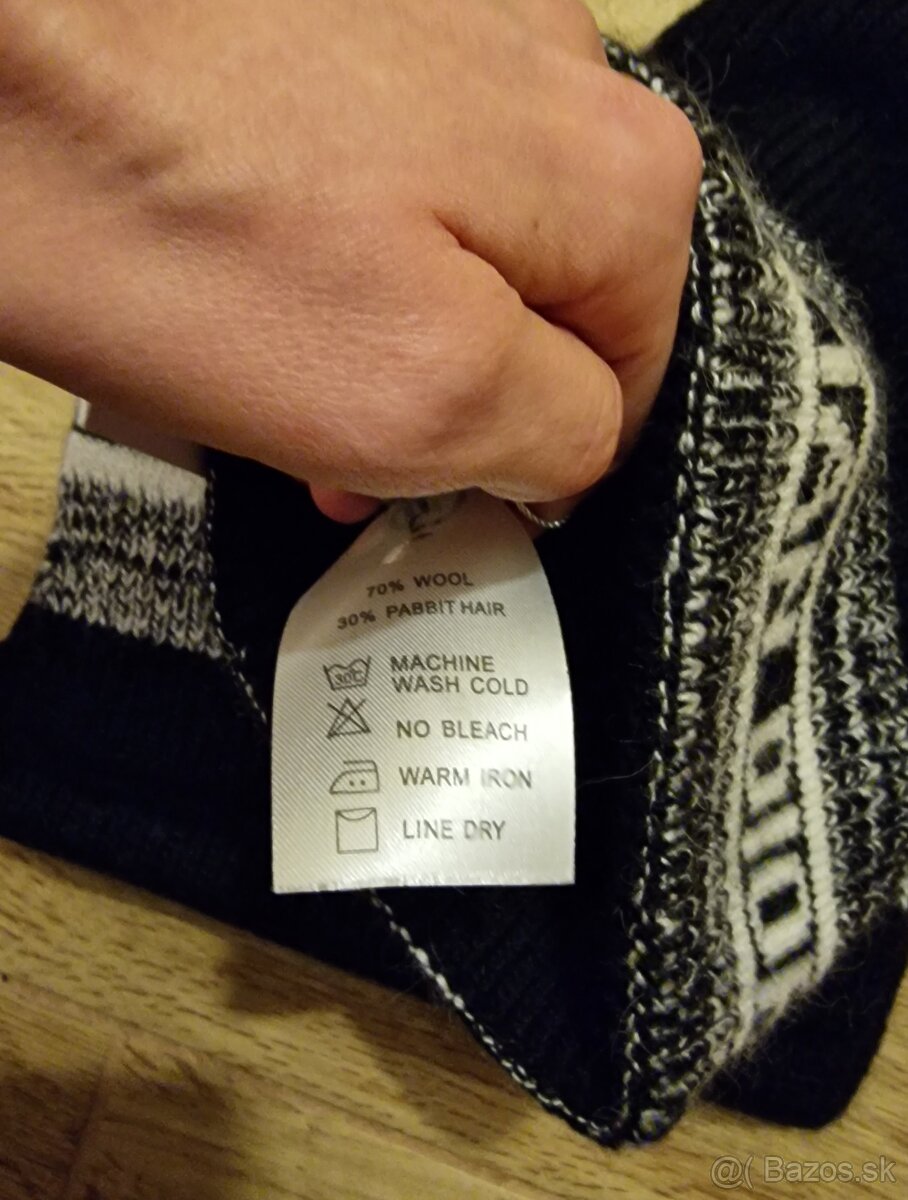 70% WOOL
30% PABBIT HAIR
30℃
MACHINE
WASH COLD
NO BLEACH
WARM IRON
LINE DRY
@( Bazos.sk